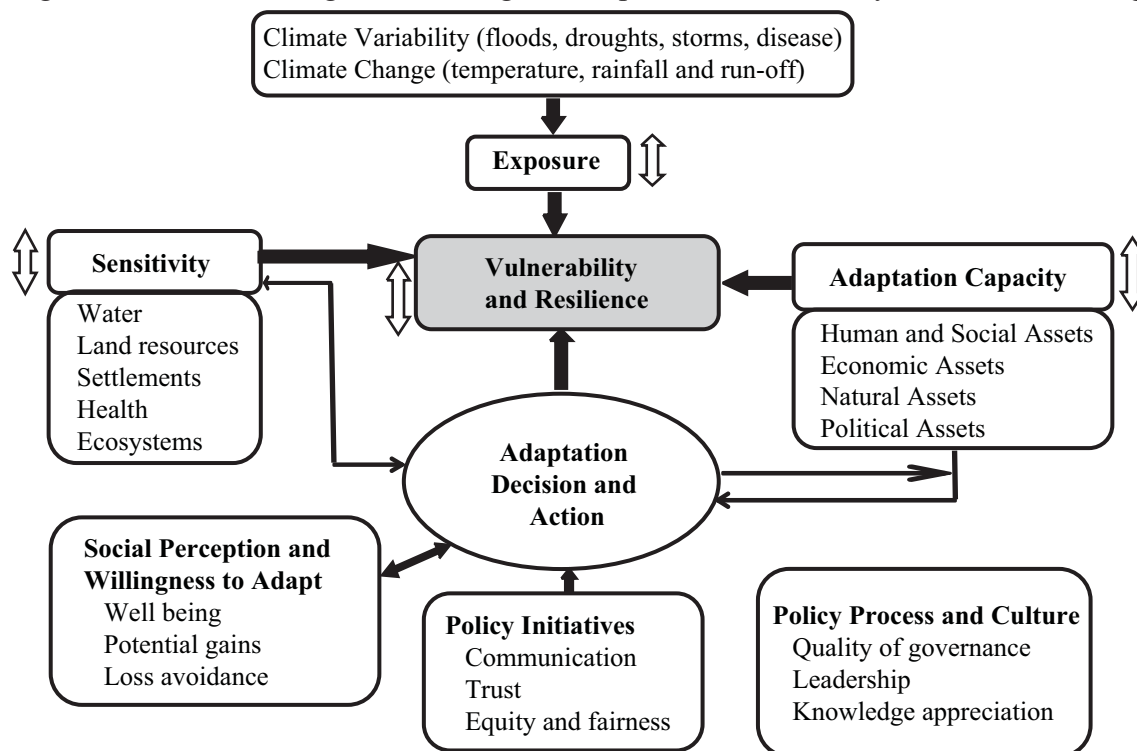 Climate Variability (floods, droughts, storms, disease)
Climate Change (temperature, rainfall and run-off)
Exposure
Sensitivity
Water
Land resources
Settlements
Health
Ecosystems
Vulnerability
and Resilience
Adaptation Capacity
Human and Social Assets
Economic Assets
Natural Assets
Political Assets
Adaptation
Decision and
Action
Social Perception and
Willingness to Adapt
Well being
Potential gains
Loss avoidance
Policy Initiatives
Communication
Trust
Equity and fairness
Policy Process and Culture
Quality of governance
Leadership
Knowledge appreciation